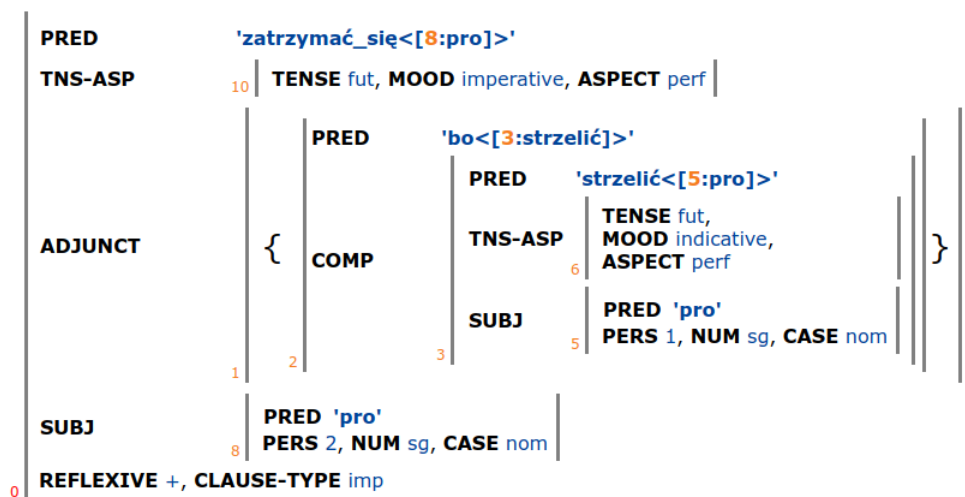 PRED 'zatrzymać_się<[8:pro]>'
TNS-ASP 10 TENSE fut, MOOD imperative, ASPECT perf
PRED 'bo<[3:strzelić]>'
PRED 'strzelić<[5:pro]>'
TENSE fut,
ADJUNCT { COMP TNS-ASP MOOD indicative, }
6 ASPECT perf
PRED 'pro'
SUBJ
5 PERS 1, NUM sg, CASE nom
1 2 3
PRED 'pro'
SUBJ
8 PERS 2, NUM sg, CASE nom
0 REFLEXIVE +, CLAUSE-TYPE imp